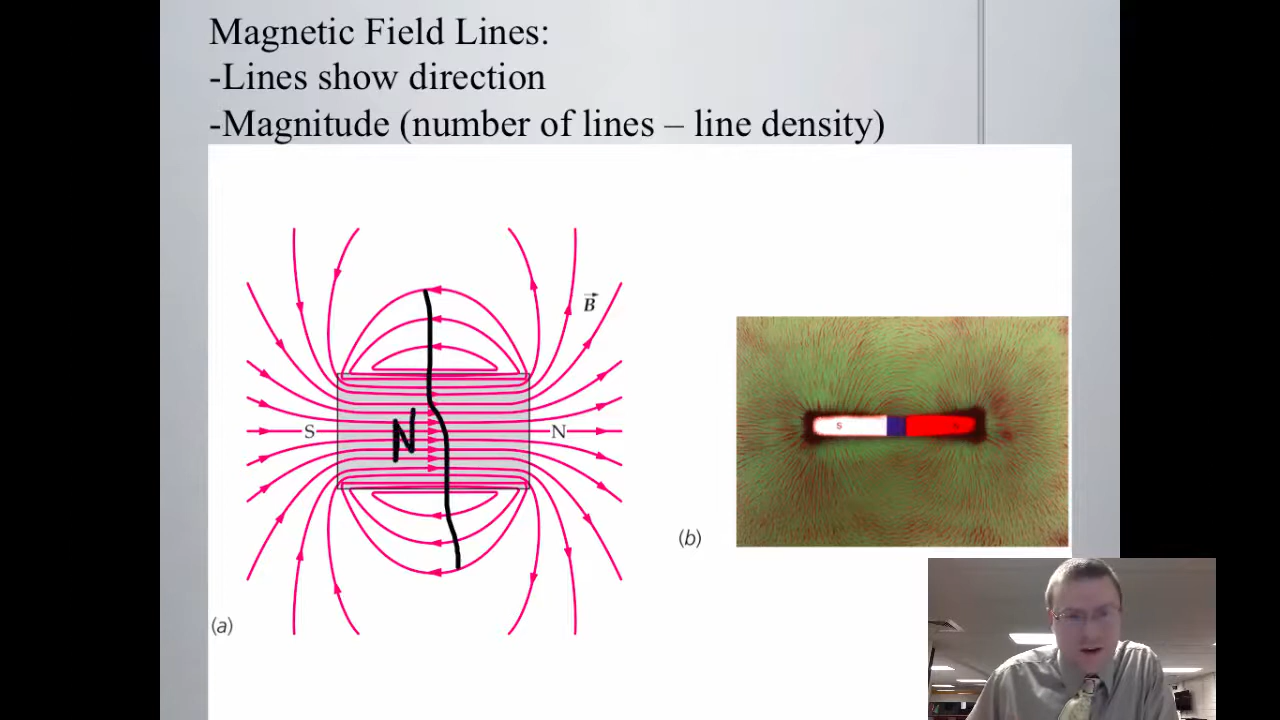 Magnetic Field Lines:
-Lines show direction
-Magnitude (number of lines – line density)
B
S
N
N
S
N
(b)
(a)